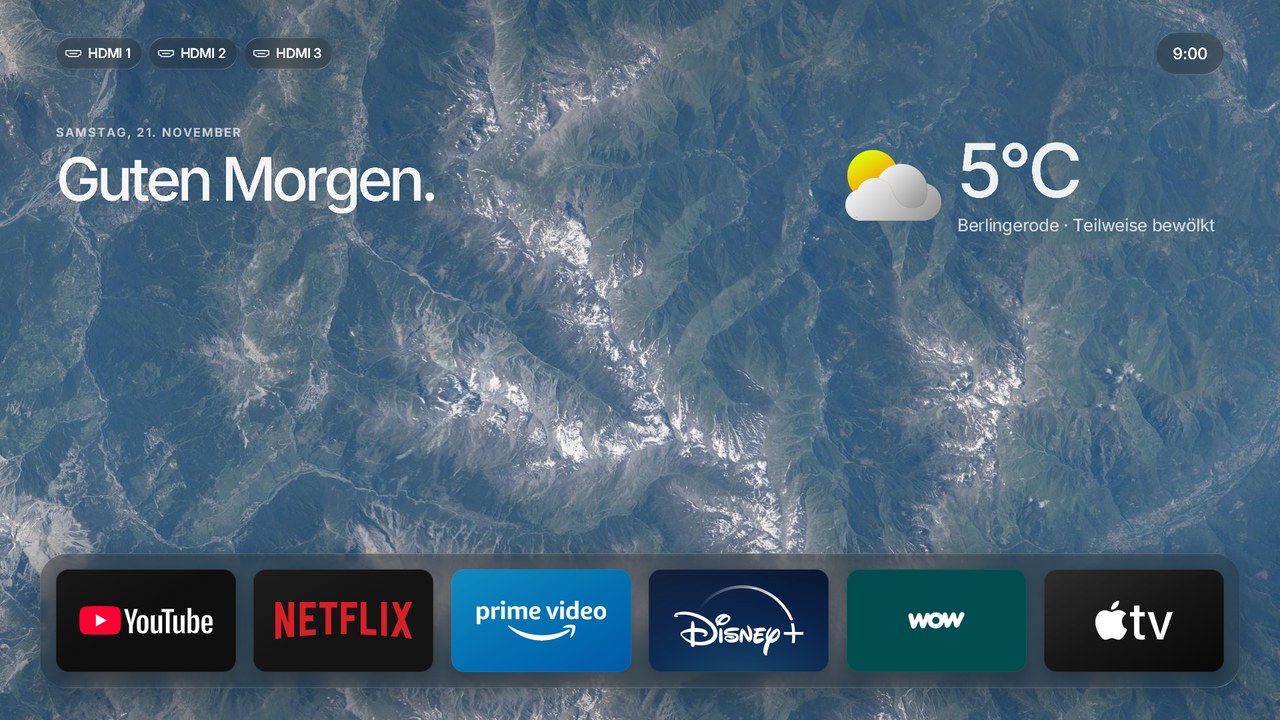 HDMI 1
HDMI 2
HDMI 3
9:00
SAMSTAG, 21. NOVEMBER
Guten Morgen.
5°C
Berlingerode · Teilweise bewölkt
YouTube
NETFLIX
prime video
Disney+
wow
tv